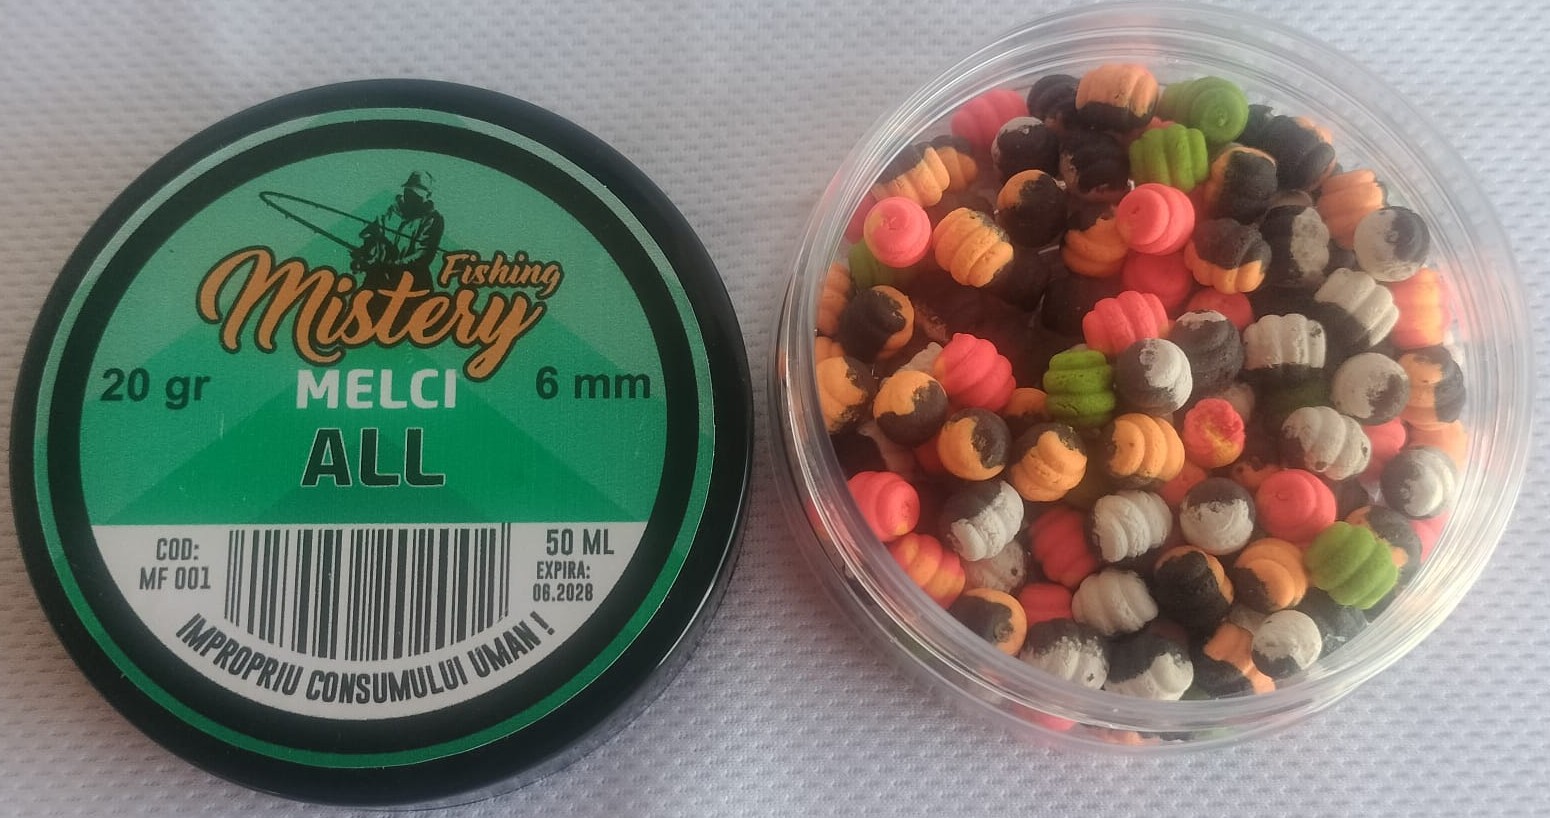 Fishing
Mistery
20 gr
MELCI
6 mm
ALL
COD:
MF 001
50 ML
EXPIRA:
06.2028
IMPROPRIU CONSUMULUI UMAN !